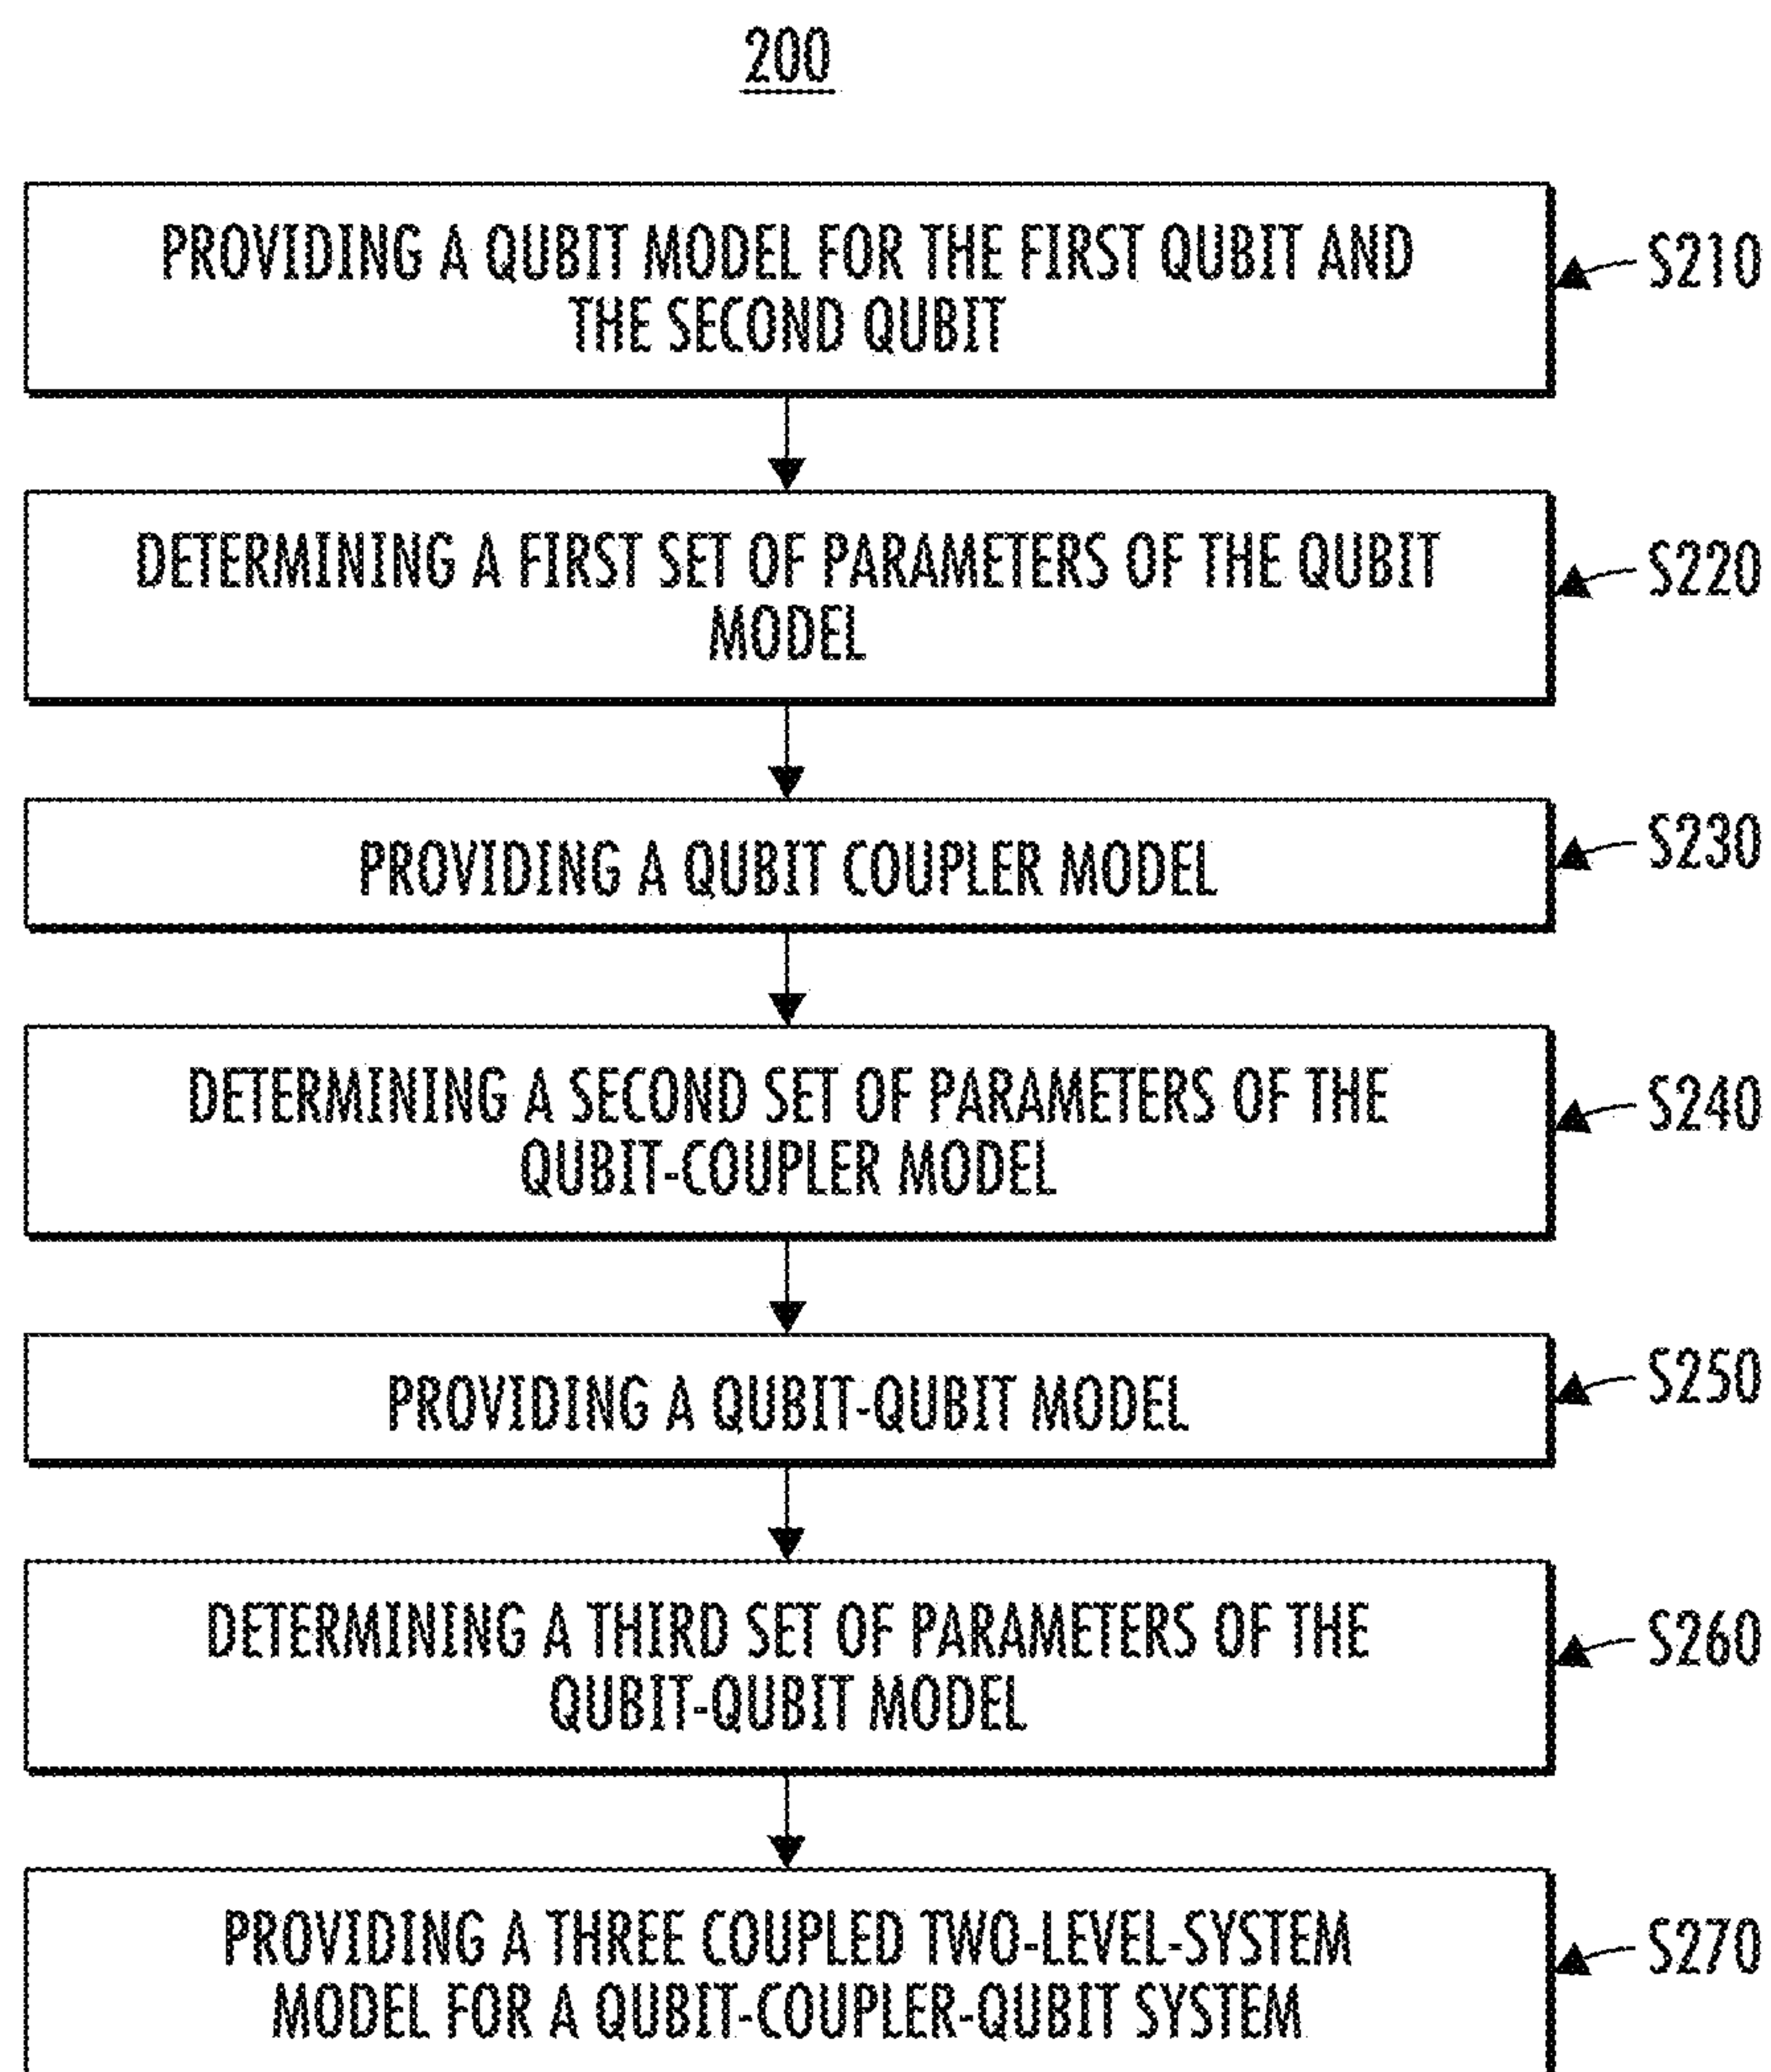 200
PROVIDING A QUBIT MODEL FOR THE FIRST QUBIT AND
THE SECOND QUBIT
S210
DETERMINING A FIRST SET OF PARAMETERS OF THE QUBIT
MODEL
S220
PROVIDING A QUBIT COUPLER MODEL
S230
DETERMINING A SECOND SET OF PARAMETERS OF THE
QUBIT-COUPLER MODEL
S240
PROVIDING A QUBIT-QUBIT MODEL
S250
DETERMINING A THIRD SET OF PARAMETERS OF THE
QUBIT-QUBIT MODEL
S260
PROVIDING A THREE COUPLED TWO-LEVEL-SYSTEM
MODEL FOR A QUBIT-COUPLER-QUBIT SYSTEM
S270